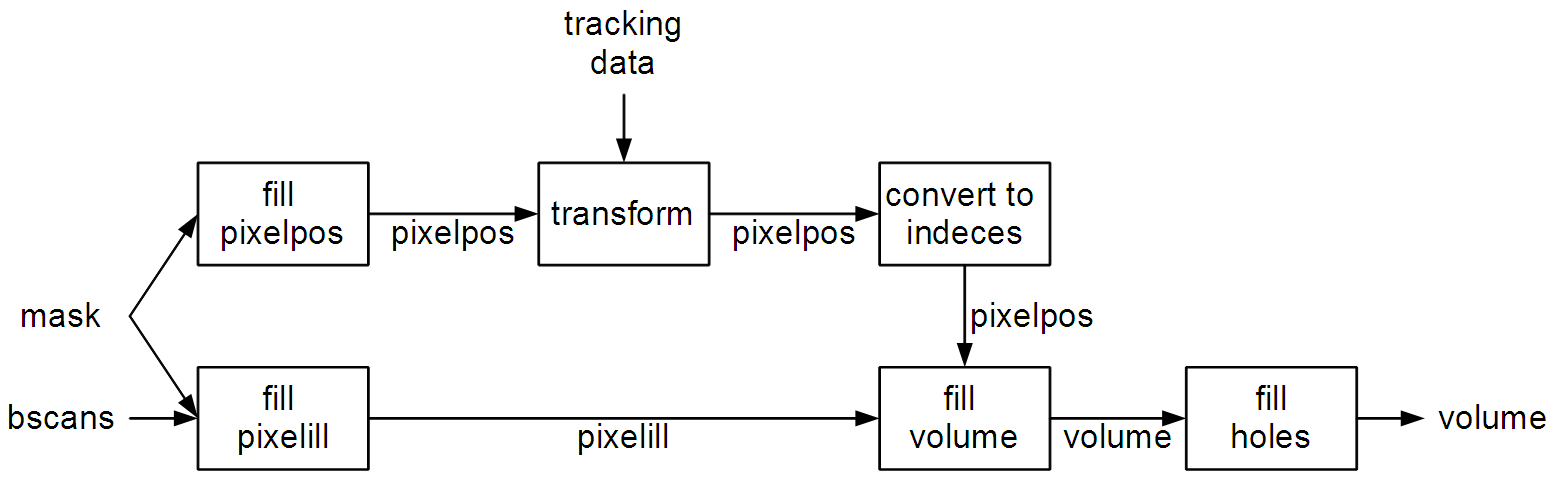 tracking
data
fill
pixelpos
pixelpos
transform
pixelpos
convert to
indeces
mask
pixelpos
bscans
fill
pixelill
pixelill
fill
volume
volume
fill
holes
volume